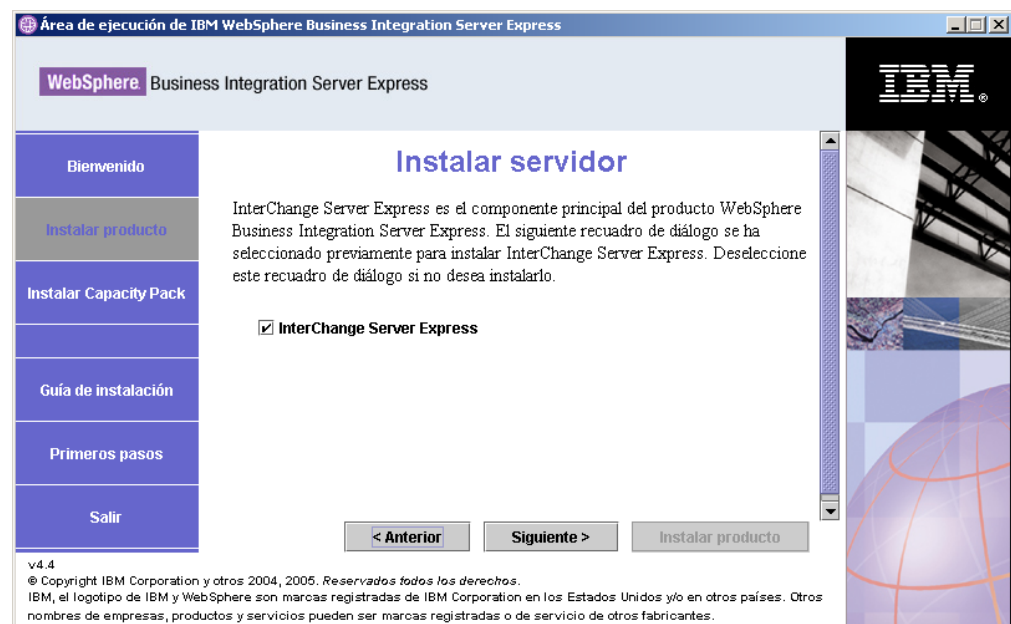 Área de ejecución de IBM WebSphere Business Integration Server Express
WebSphere. Business Integration Server Express
IBM®
Bienvenido
Instalar producto
Instalar Capacity Pack
Guía de instalación
Primeros pasos
Salir
Instalar servidor
InterChange Server Express es el componente principal del producto WebSphere
Business Integration Server Express. El siguiente recuadro de diálogo se ha
seleccionado previamente para instalar InterChange Server Express. Deseleccione
este recuadro de diálogo si no desea instalarlo.
InterChange Server Express
< Anterior
Siguiente >
Instalar producto
v4.4
© Copyright IBM Corporation y otros 2004, 2005. Reservados todos los derechos.
IBM, el logotipo de IBM y WebSphere son marcas registradas de IBM Corporation en los Estados Unidos y/o en otros países. Otros
nombres de empresas, productos y servicios pueden ser marcas registradas o de servicio de otros fabricantes.